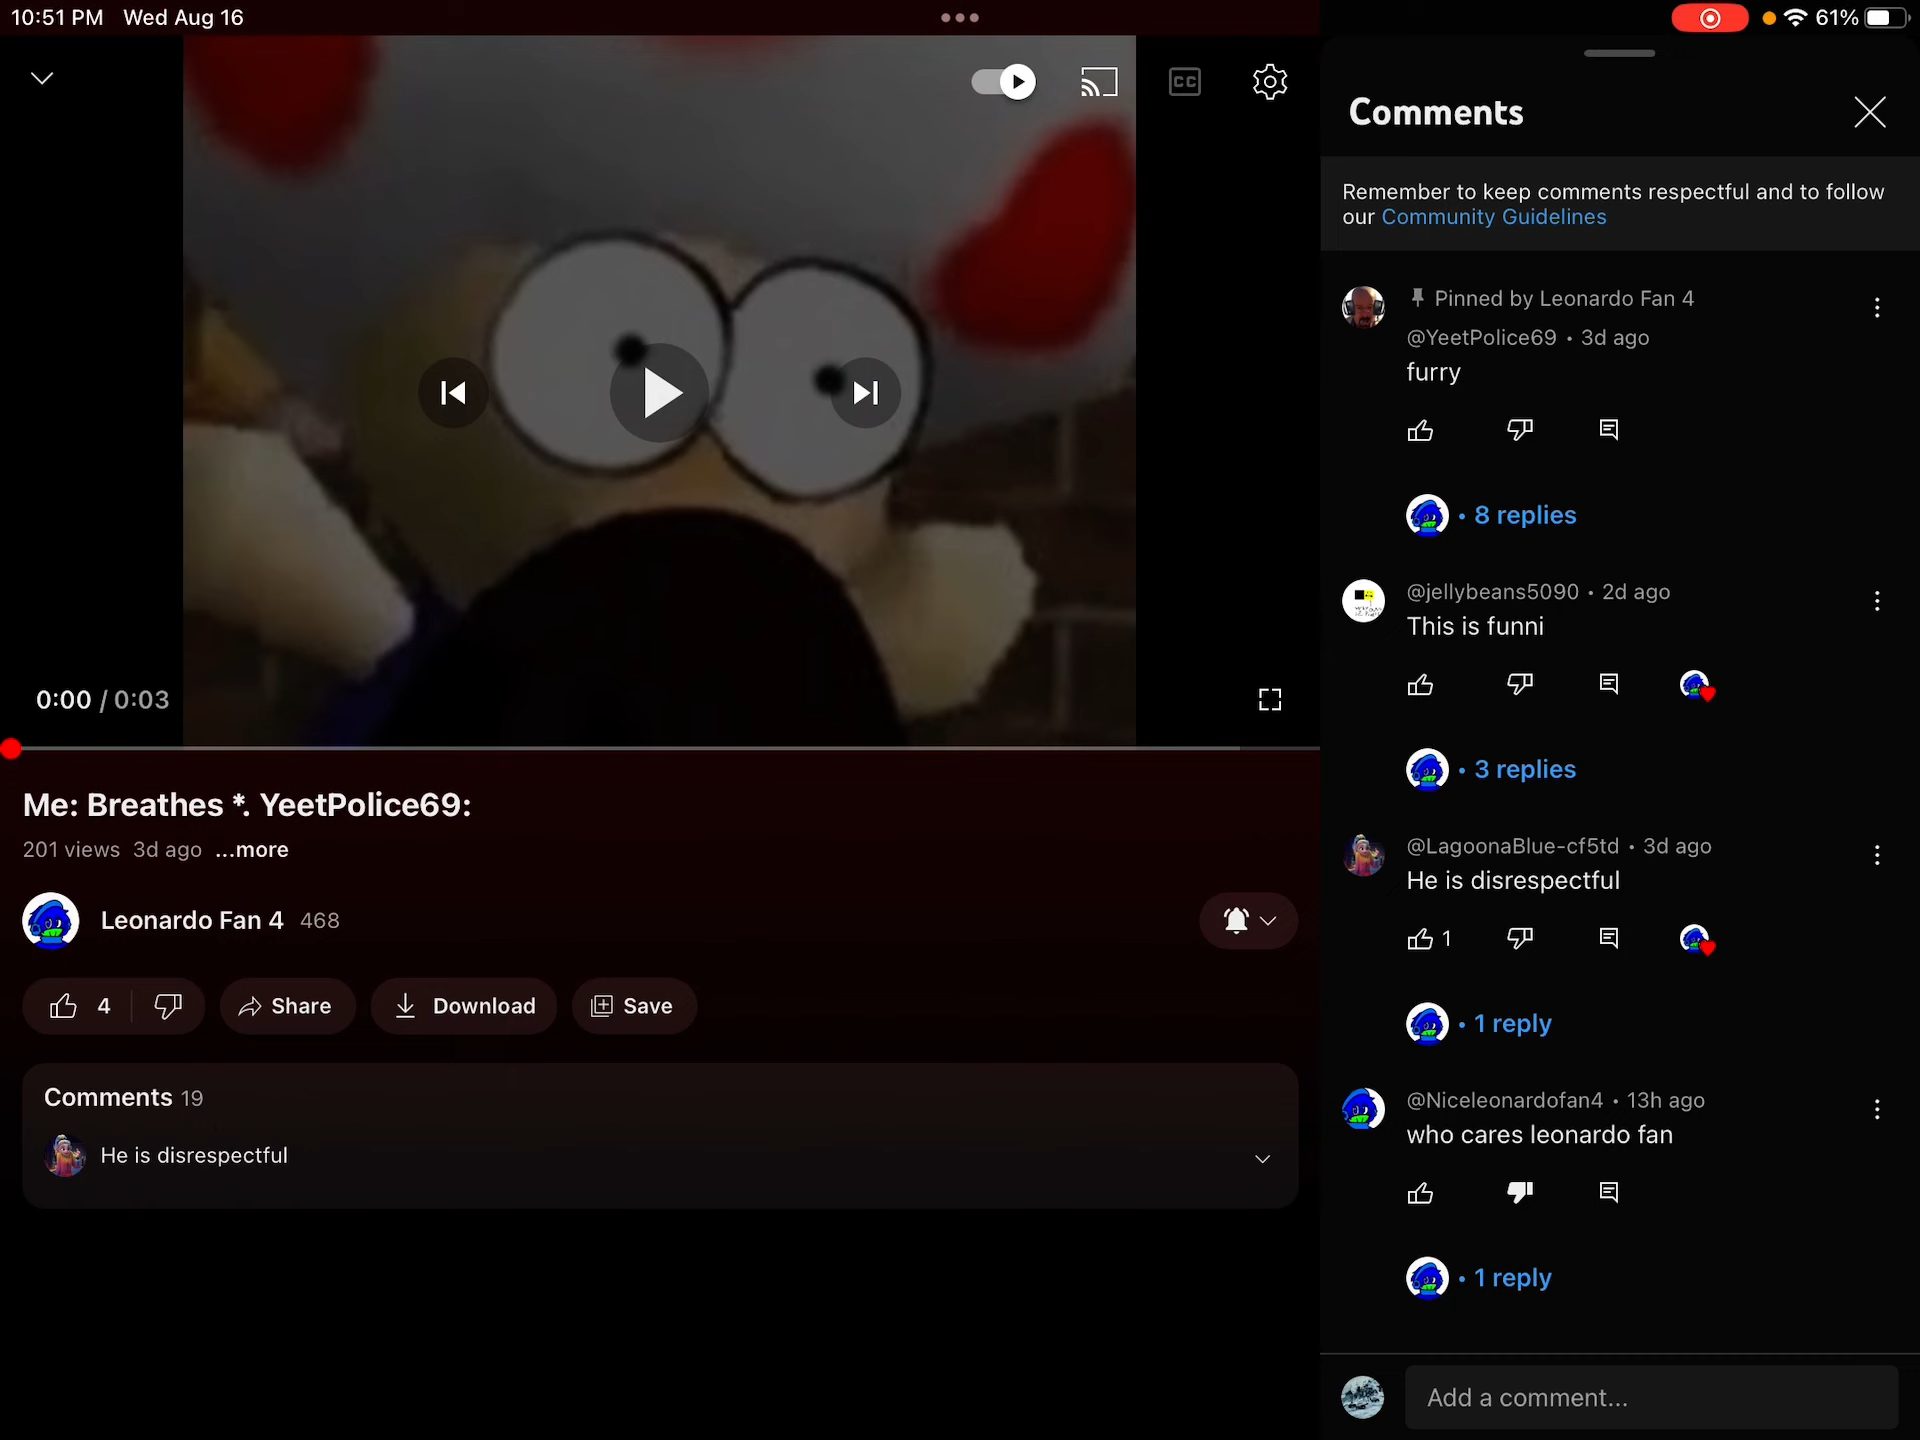 10:51 PM Wed Aug 16
61%
CC
0:00 / 0:03
Me: Breathes *. YeetPolice69:
201 views 3d ago ...more
Leonardo Fan 4 468
4
Share
Download
Save
Comments 19
He is disrespectful
Comments
Remember to keep comments respectful and to follow
our Community Guidelines
Pinned by Leonardo Fan 4
@YeetPolice69 • 3d ago
furry
• 8 replies
@jellybeans5090 • 2d ago
This is funni
• 3 replies
@LagoonaBlue-cf5td • 3d ago
He is disrespectful
1
• 1 reply
@Niceleonardofan4 • 13h ago
who cares leonardo fan
• 1 reply
Add a comment...